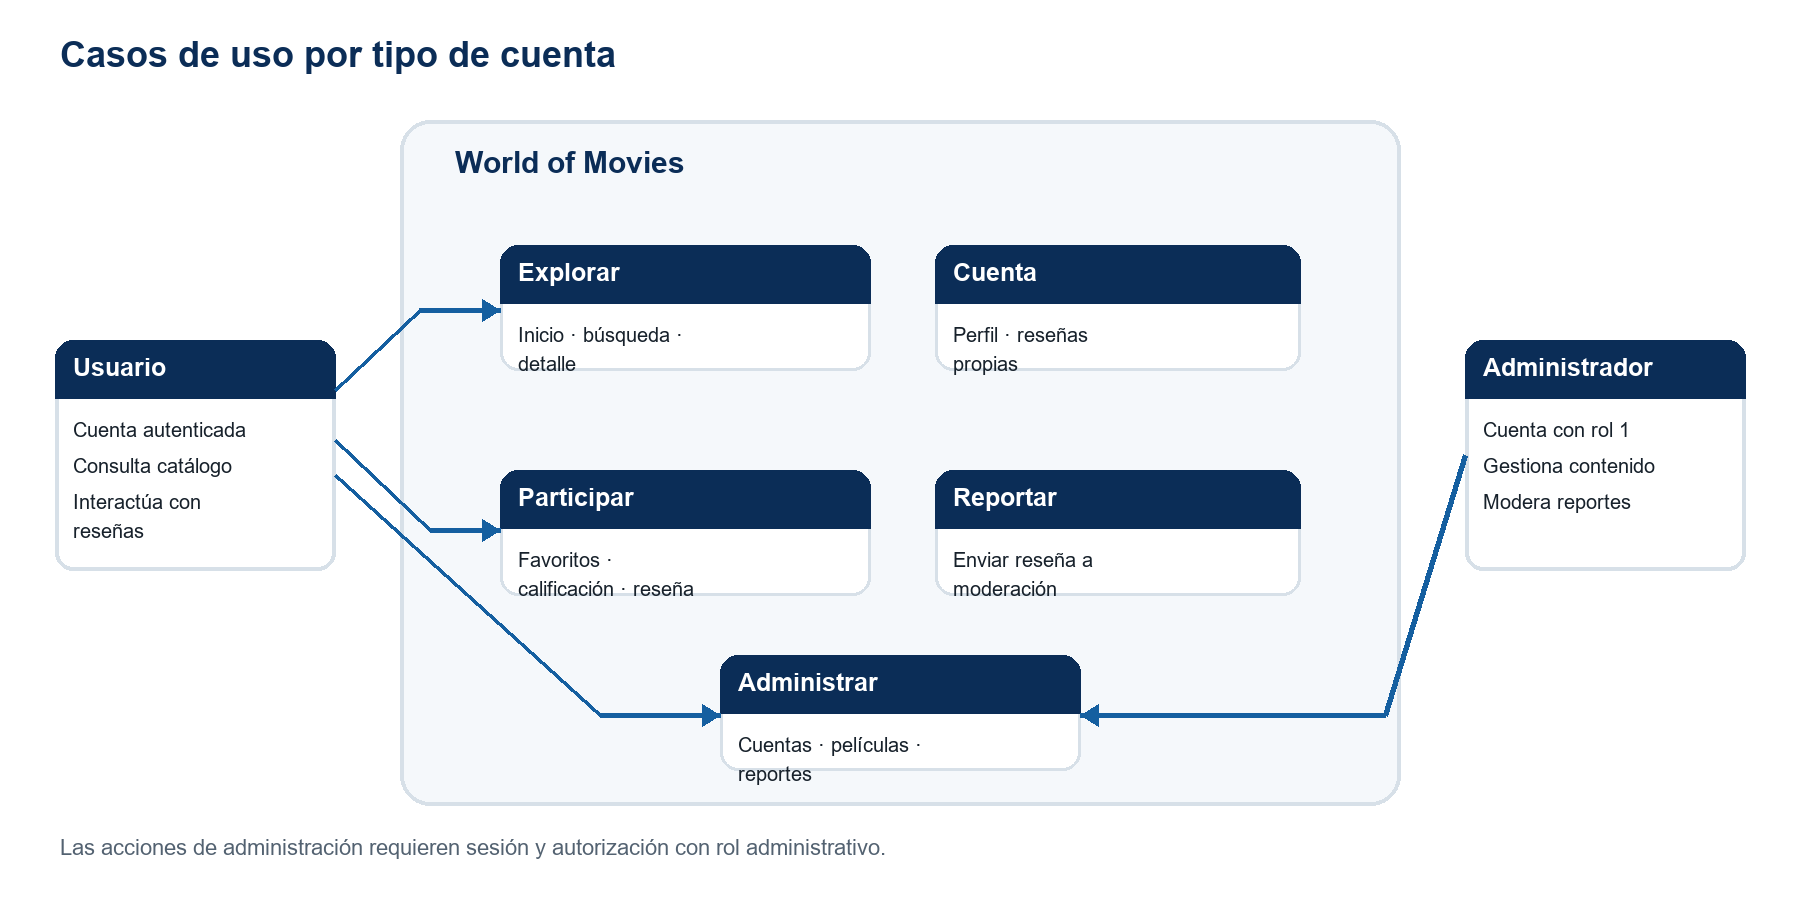 Casos de uso por tipo de cuenta
World of Movies
Explorar
Inicio · búsqueda ·
detalle
Cuenta
Perfil · reseñas
propias
Usuario
Cuenta autenticada
Consulta catálogo
Interactúa con
reseñas
Administrador
Cuenta con rol 1
Gestiona contenido
Modera reportes
Participar
Favoritos ·
calificación · reseña
Reportar
Enviar reseña a
moderación
Administrar
Cuentas · películas ·
reportes
Las acciones de administración requieren sesión y autorización con rol administrativo.